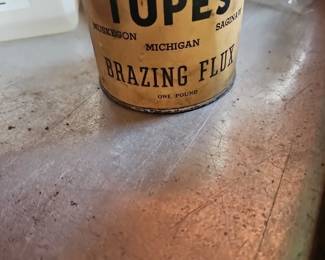 TOPES
MUSKEGON SAGINAW
MICHIGAN
BRAZING FLUX
ONE POUND